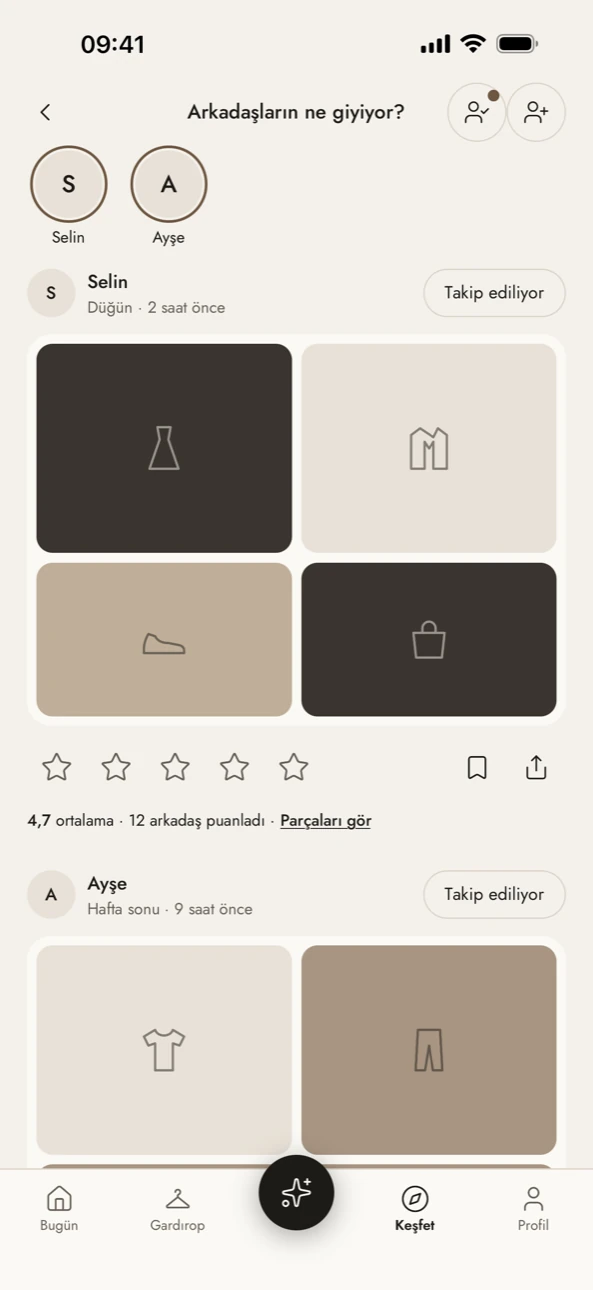 09:41
Arkadaşların ne giyiyor?
S
A
Selin
Ayşe
S
Selin
Düğün · 2 saat önce
Takip ediliyor
4,7 ortalama · 12 arkadaş puanladı · Parçaları gör
A
Ayşe
Hafta sonu · 9 saat önce
Takip ediliyor
Bugün
Gardırop
Keşfet
Profil